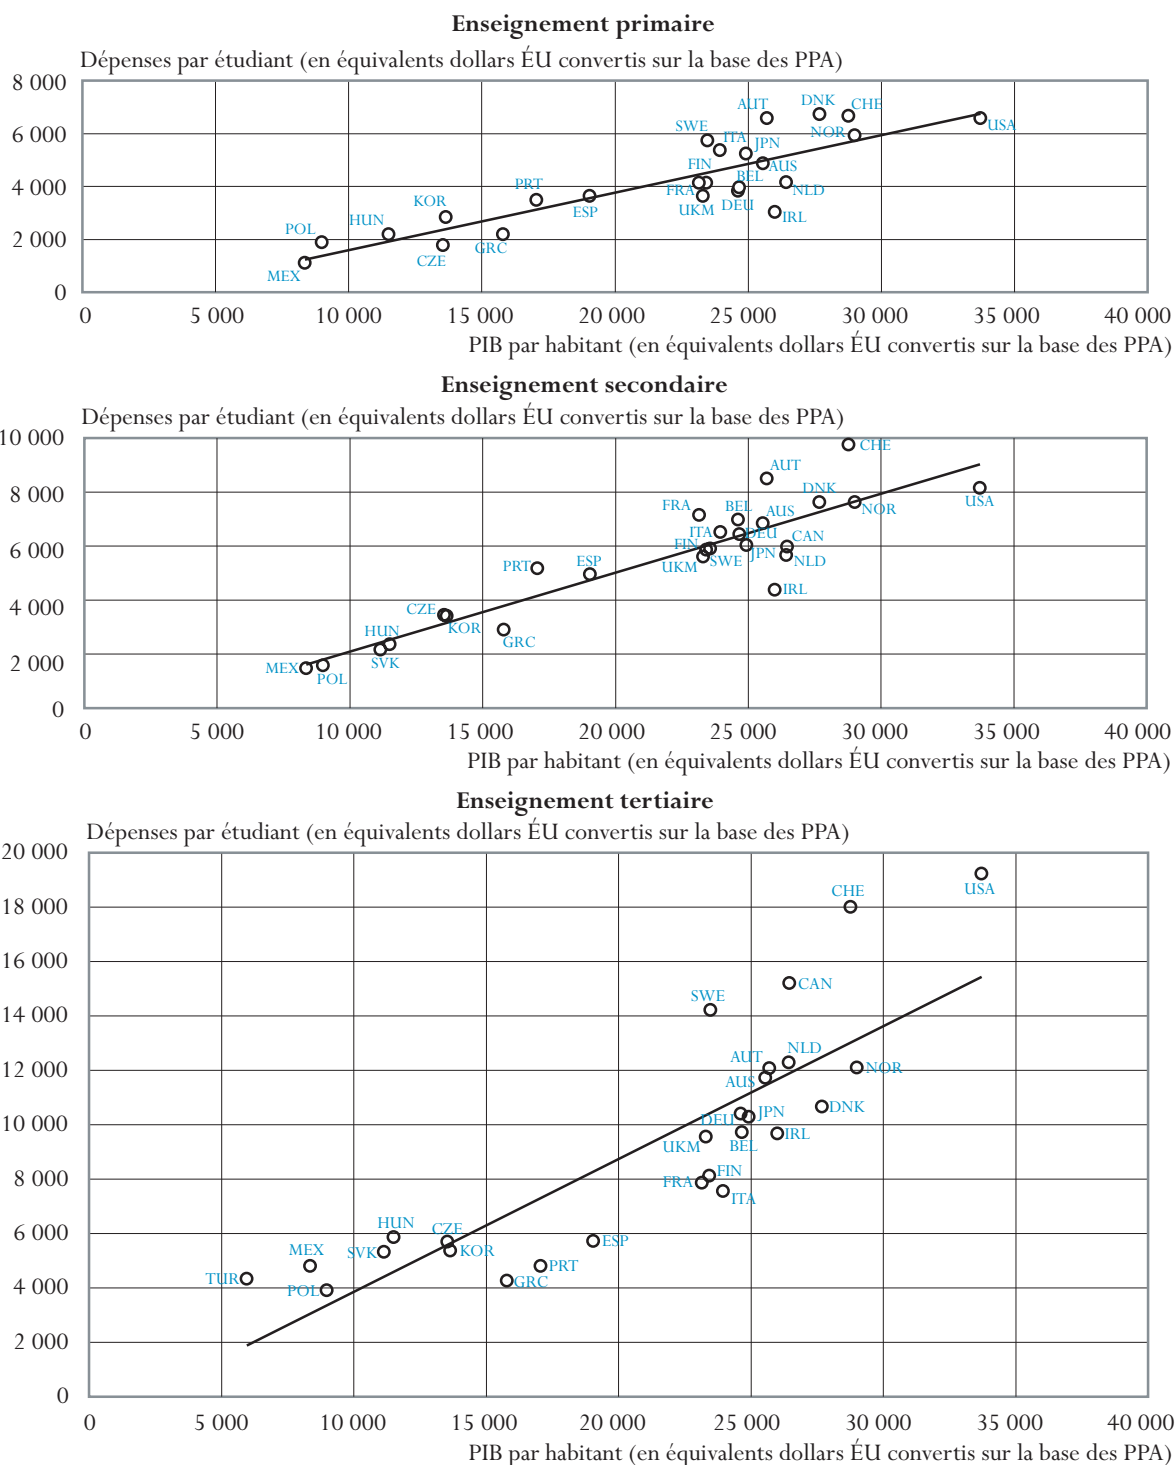 Enseignement primaire
Dépenses par étudiant (en équivalents dollars ÉU convertis sur la base des PPA)
8 000
6 000
4 000
2 000
0
AUT
DNK
CHE
SWE
ITA
JPN
NOR
USA
FIN
FRA
BEL
AUS
NLD
UKM
DEU
IRL
PRT
ESP
KOR
HUN
POL
CZE
GRC
MEX
0 5 000 10 000 15 000 20 000 25 000 30 000 35 000 40 000
PIB par habitant (en équivalents dollars ÉU convertis sur la base des PPA)
Enseignement secondaire
Dépenses par étudiant (en équivalents dollars ÉU convertis sur la base des PPA)
10 000
8 000
6 000
4 000
2 000
0
CHE
AUT
DNK
NOR
USA
FRA
BEL
AUS
ITA
DEU
CAN
FIN
SWE
JPN
NLD
UKM
IRL
PRT
ESP
CZE
KOR
GRC
HUN
SVK
MEX
POL
0 5 000 10 000 15 000 20 000 25 000 30 000 35 000 40 000
PIB par habitant (en équivalents dollars ÉU convertis sur la base des PPA)
Enseignement tertiaire
Dépenses par étudiant (en équivalents dollars ÉU convertis sur la base des PPA)
20 000
18 000
16 000
14 000
12 000
10 000
8 000
6 000
4 000
2 000
0
CHE
USA
SWE
CAN
AUT
NLD
AUS
NOR
DEU
JPN
DNK
UKM
BEL
IRL
FRA
FIN
ITA
HUN
CZE
MEX
SVK
KOR
ESP
TUR
POL
GRC
PRT
0 5 000 10 000 15 000 20 000 25 000 30 000 35 000 40 000
PIB par habitant (en équivalents dollars ÉU convertis sur la base des PPA)